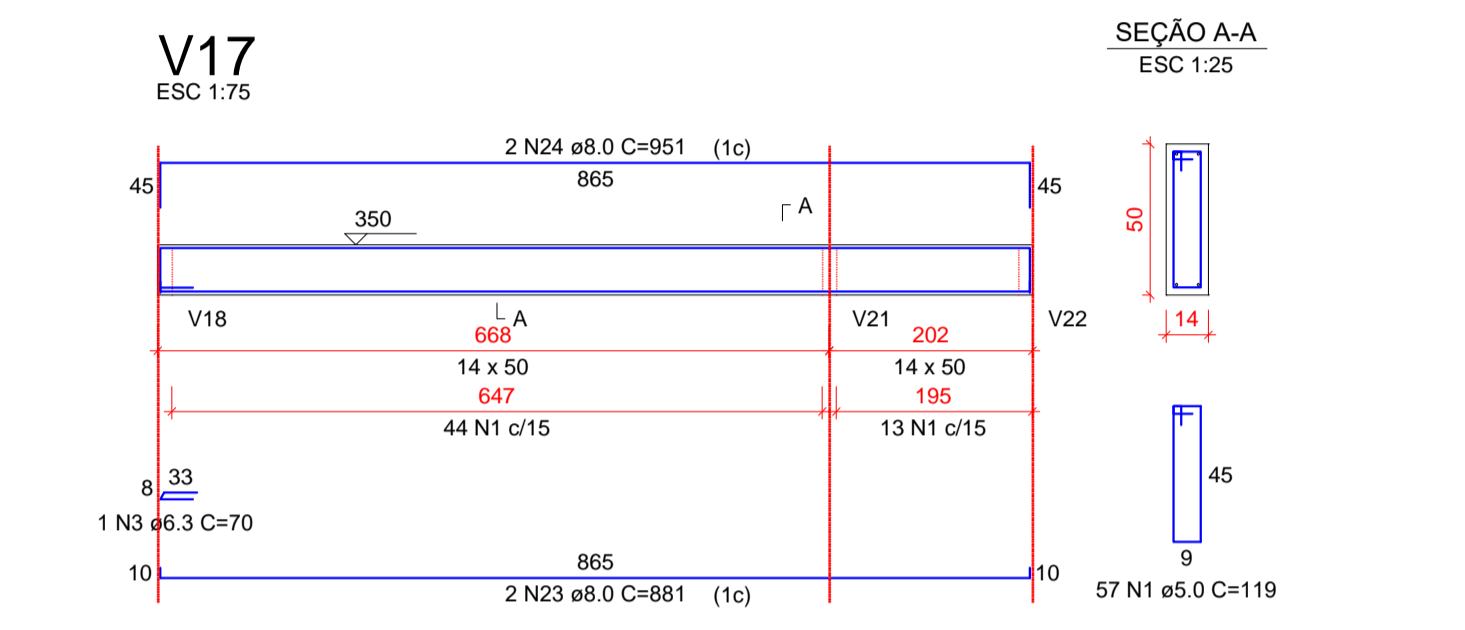 V17
ESC 1:75
SEÇÃO A-A
ESC 1:25
2 N24 ø8.0 C=951 (1c)
865
45
45
A
350
V18
A
V21
V22
668
202
14 x 50
14 x 50
647
195
44 N1 c/15
13 N1 c/15
50
14
33
8
1 N3 ø6.3 C=70
45
9
57 N1 ø5.0 C=119
865
10
10
2 N23 ø8.0 C=881 (1c)